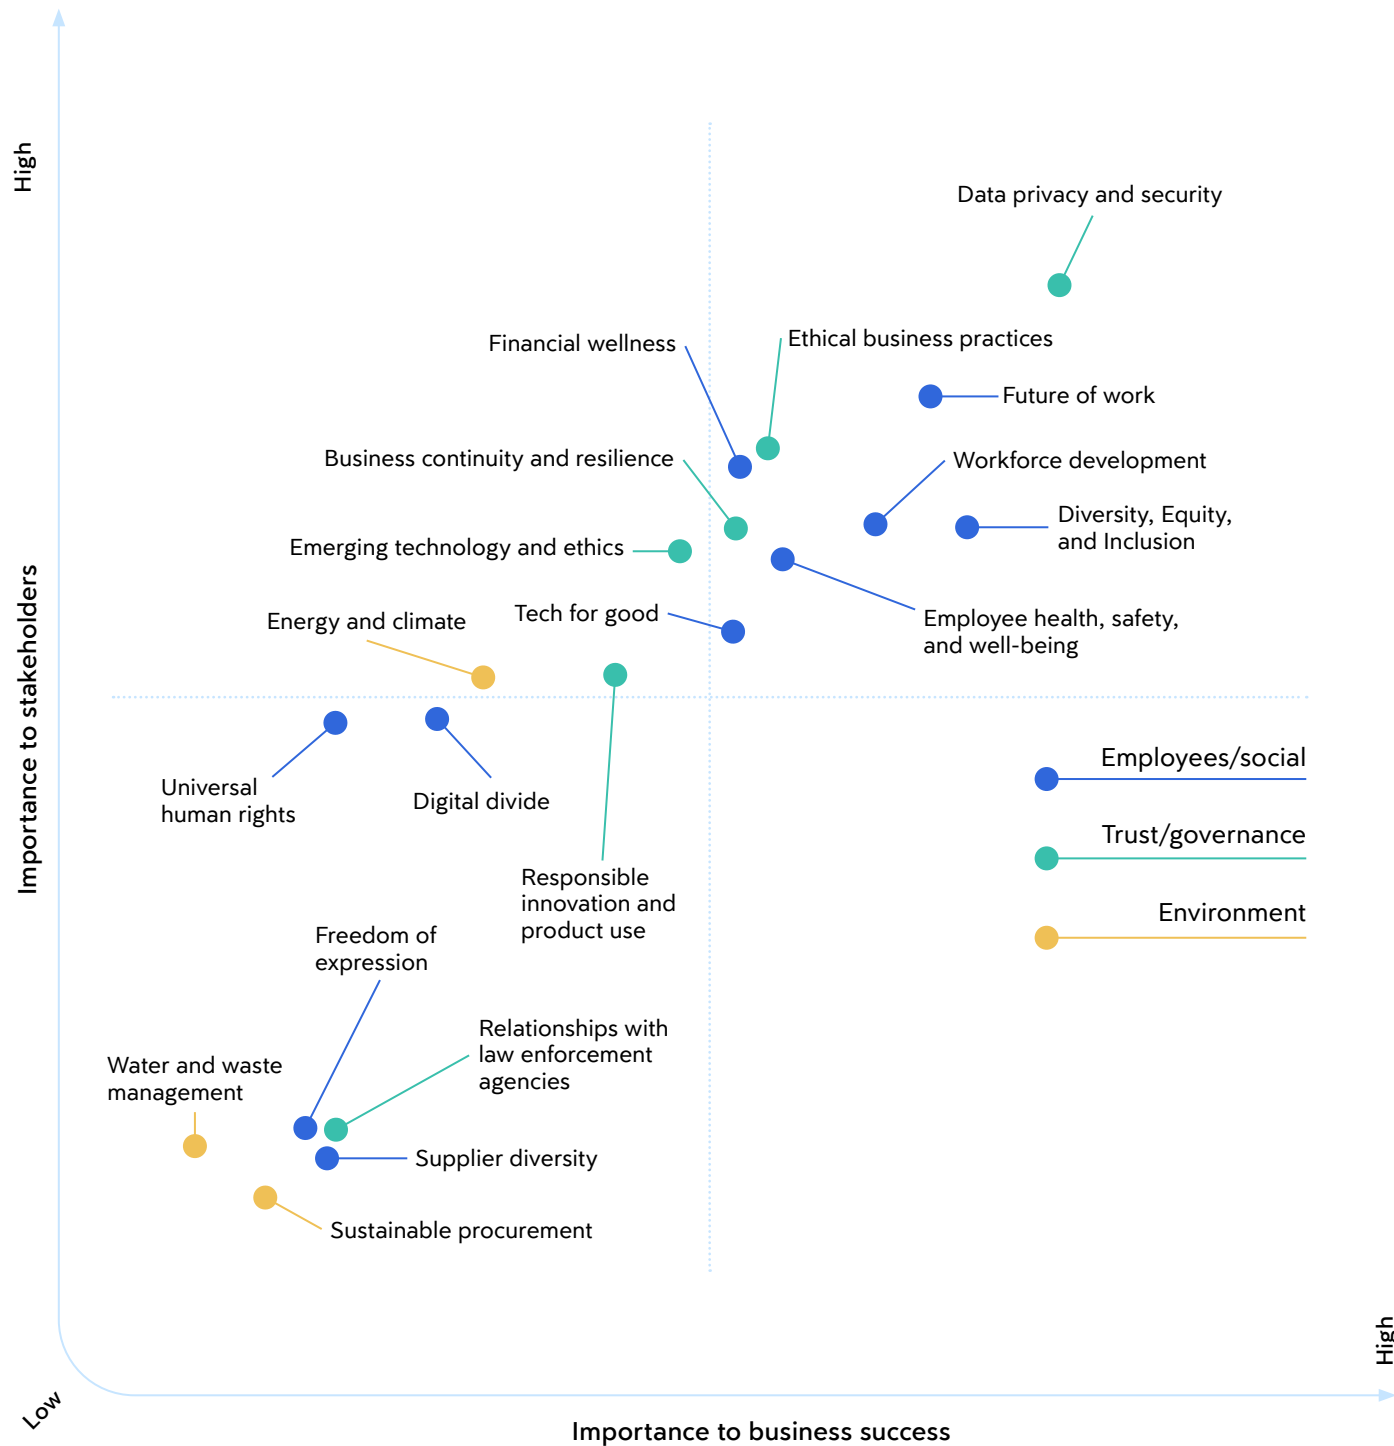 High
Data privacy and security
Financial wellness
Ethical business practices
Future of work
Business continuity and resilience
Workforce development
Diversity, Equity,
and Inclusion
Emerging technology and ethics
Energy and climate
Tech for good
Employee health, safety,
and well-being
Importance to stakeholders
Universal
human rights
Digital divide
Employees/social
Trust/governance
Environment
Responsible
innovation and
product use
Freedom of
expression
Relationships with
law enforcement
agencies
Water and waste
management
Supplier diversity
Sustainable procurement
High
Low
Importance to business success